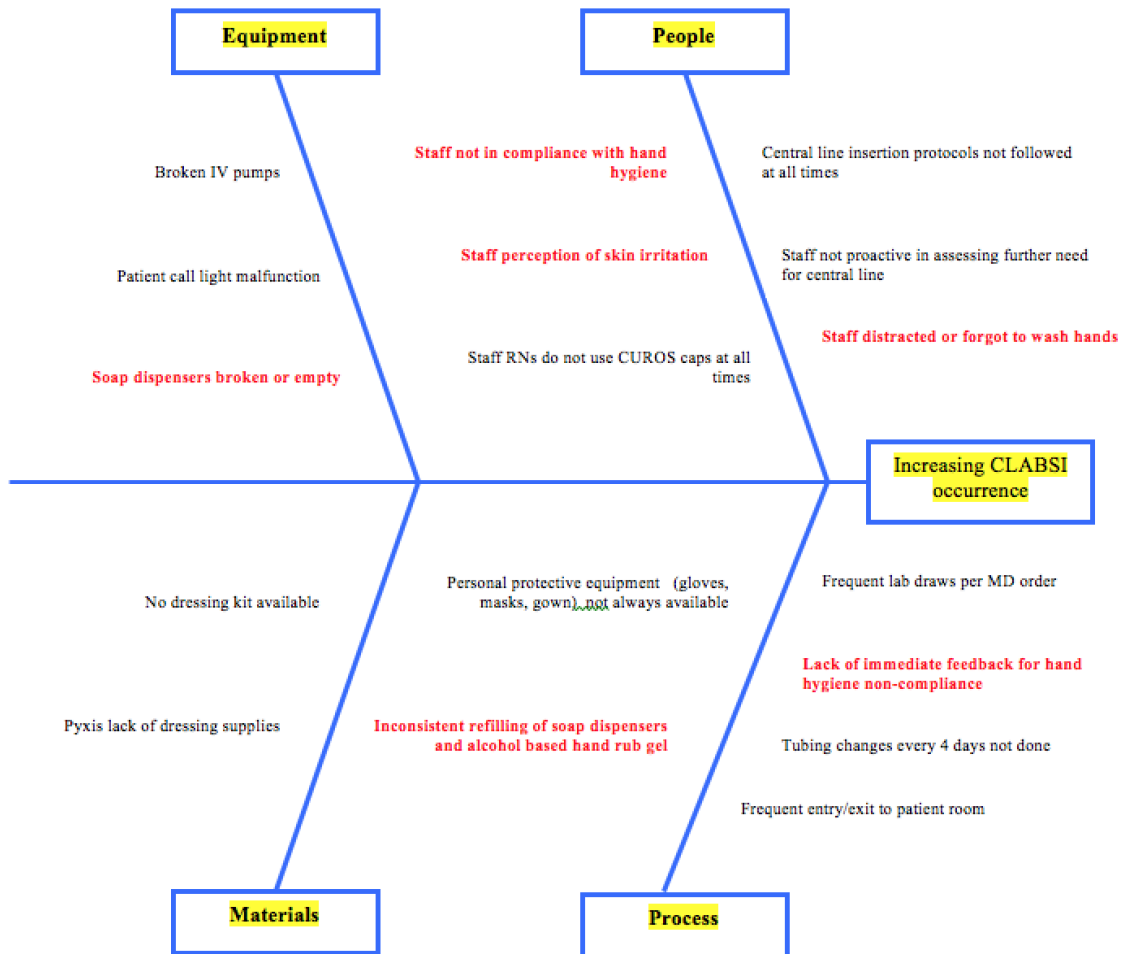 Equipment
People
Broken IV pumps
Patient call light malfunction
Soap dispensers broken or empty
Staff not in compliance with hand
hygiene
Staff perception of skin irritation
Staff RNs do not use CUROS caps at all
times
Central line insertion protocols not followed
at all times
Staff not proactive in assessing further need
for central line
Staff distracted or forgot to wash hands
Increasing CLABSI
occurrence
No dressing kit available
Pyxis lack of dressing supplies
Personal protective equipment (gloves,
masks, gown), not always available
Inconsistent refilling of soap dispensers
and alcohol based hand rub gel
Frequent lab draws per MD order
Lack of immediate feedback for hand
hygiene non-compliance
Tubing changes every 4 days not done
Frequent entry/exit to patient room
Materials
Process